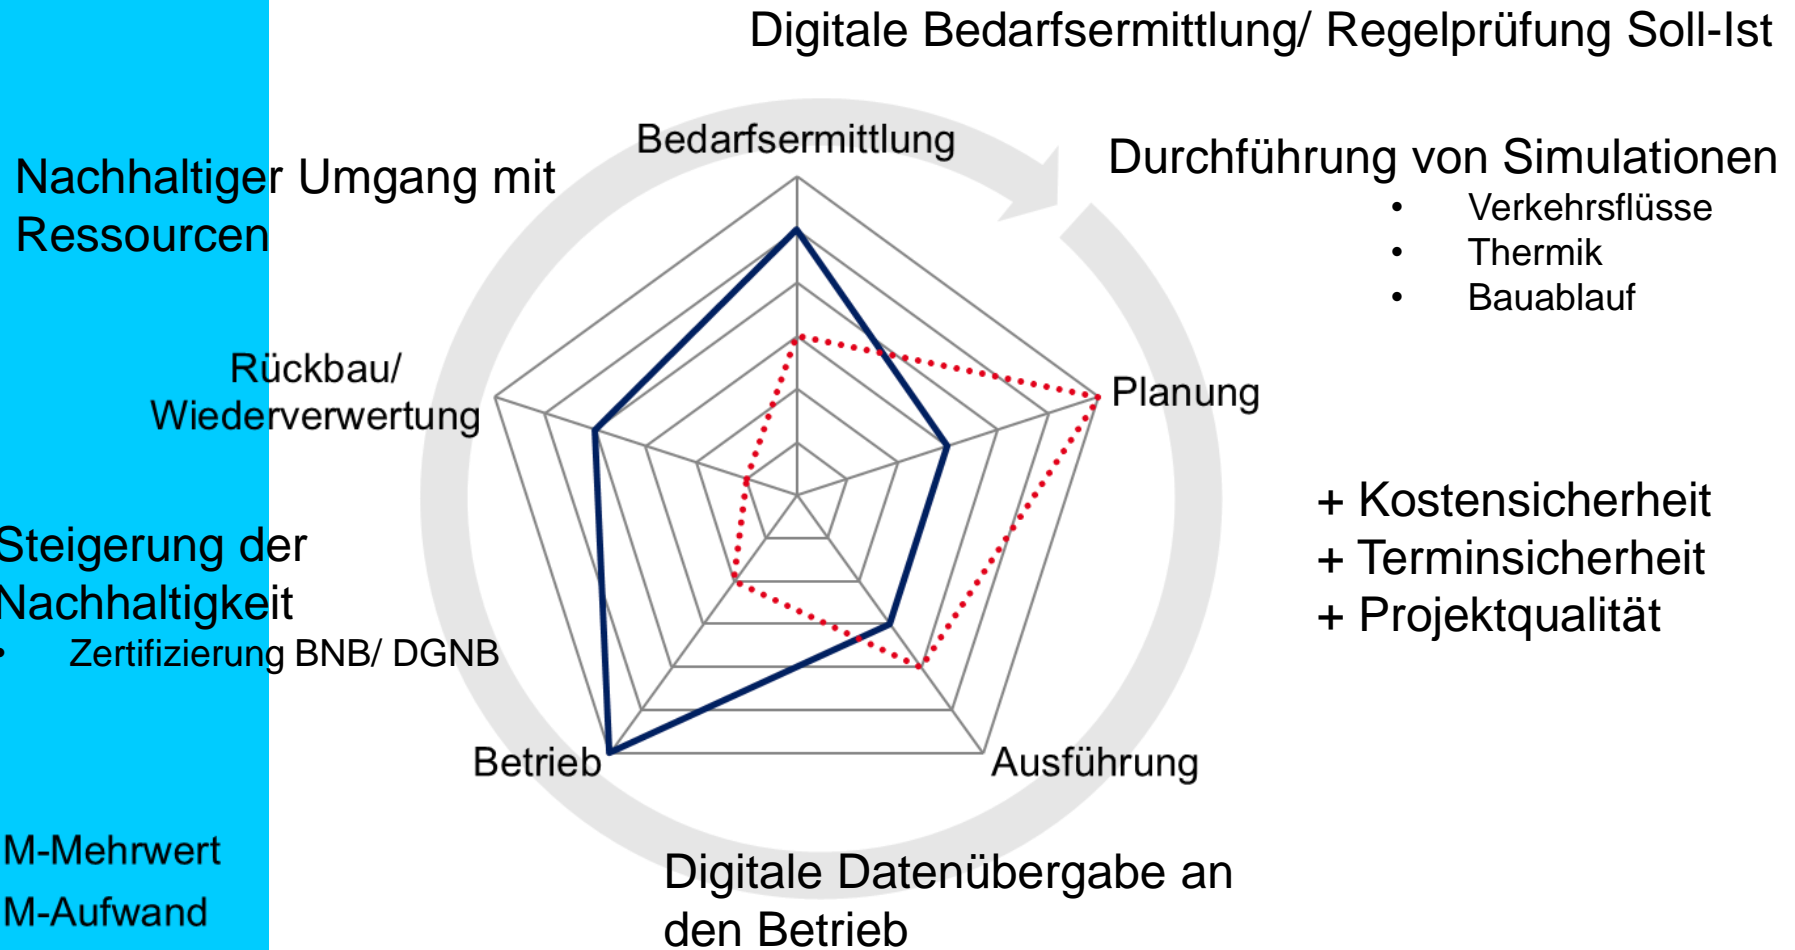 Digitale Bedarfsermittlung/ Regelprüfung Soll-Ist
Bedarfsermittlung
Durchführung von Simulationen
• Verkehrsflüsse
• Thermik
• Bauablauf
Nachhaltiger Umgang mit
Ressourcen
Rückbau/
Wiederverwertung
Planung
+ Kostensicherheit
+ Terminsicherheit
+ Projektqualität
Steigerung der
Nachhaltigkeit
• Zertifizierung BNB/ DGNB
Betrieb
Ausführung
M-Mehrwert
M-Aufwand
Digitale Datenübergabe an
den Betrieb